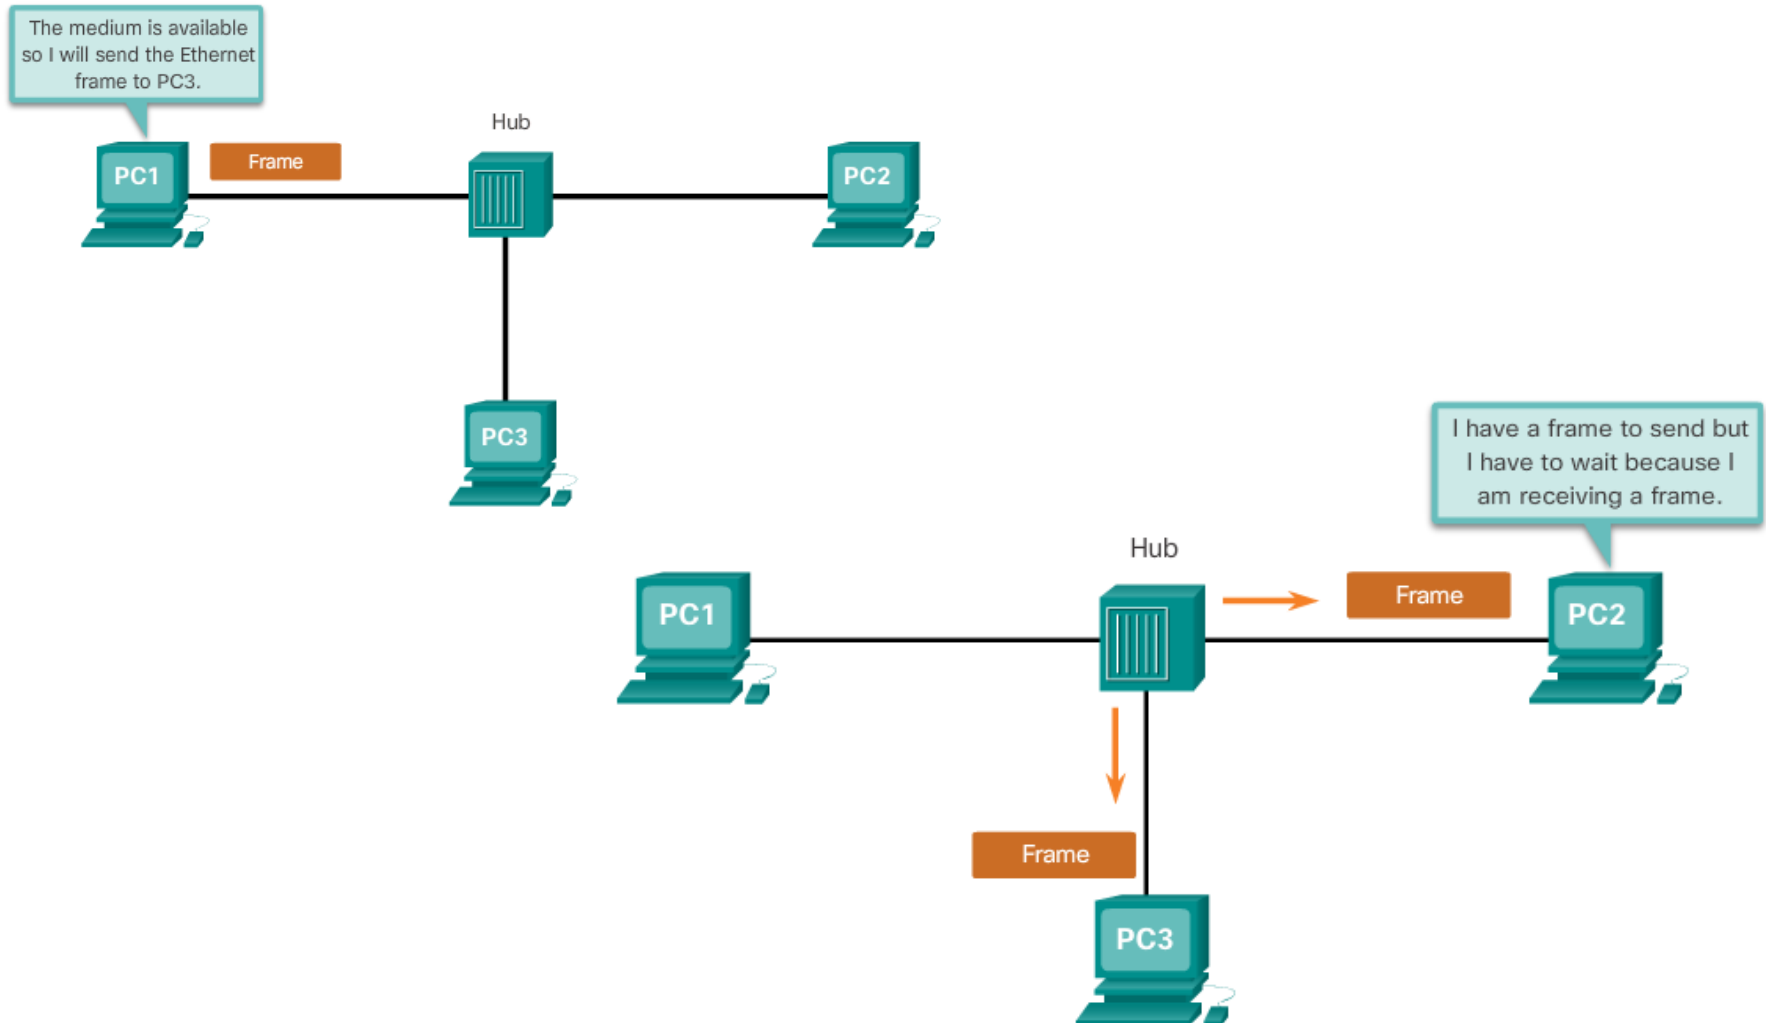 The medium is available
so I will send the Ethernet
frame to PC3.
Hub
PC1
Frame
PC2
PC3
I have a frame to send but
I have to wait because I
am receiving a frame.
Hub
PC1
Frame
PC2
Frame
PC3